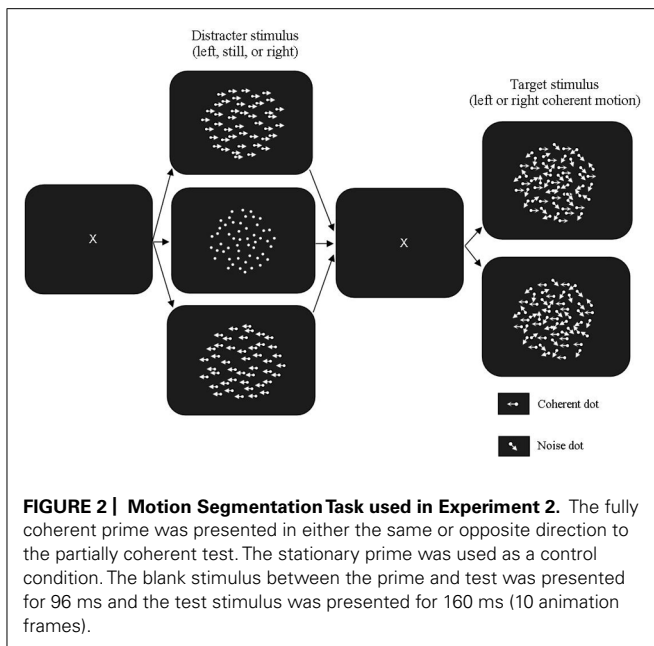 Distracter stimulus
(left, still, or right)
Target stimulus
(left or right coherent motion)
X
X
Coherent dot
Noise dot
FIGURE 2 | Motion Segmentation Task used in Experiment 2. The fully
coherent prime was presented in either the same or opposite direction to
the partially coherent test. The stationary prime was used as a control
condition. The blank stimulus between the prime and test was presented
for 96 ms and the test stimulus was presented for 160 ms (10 animation
frames).